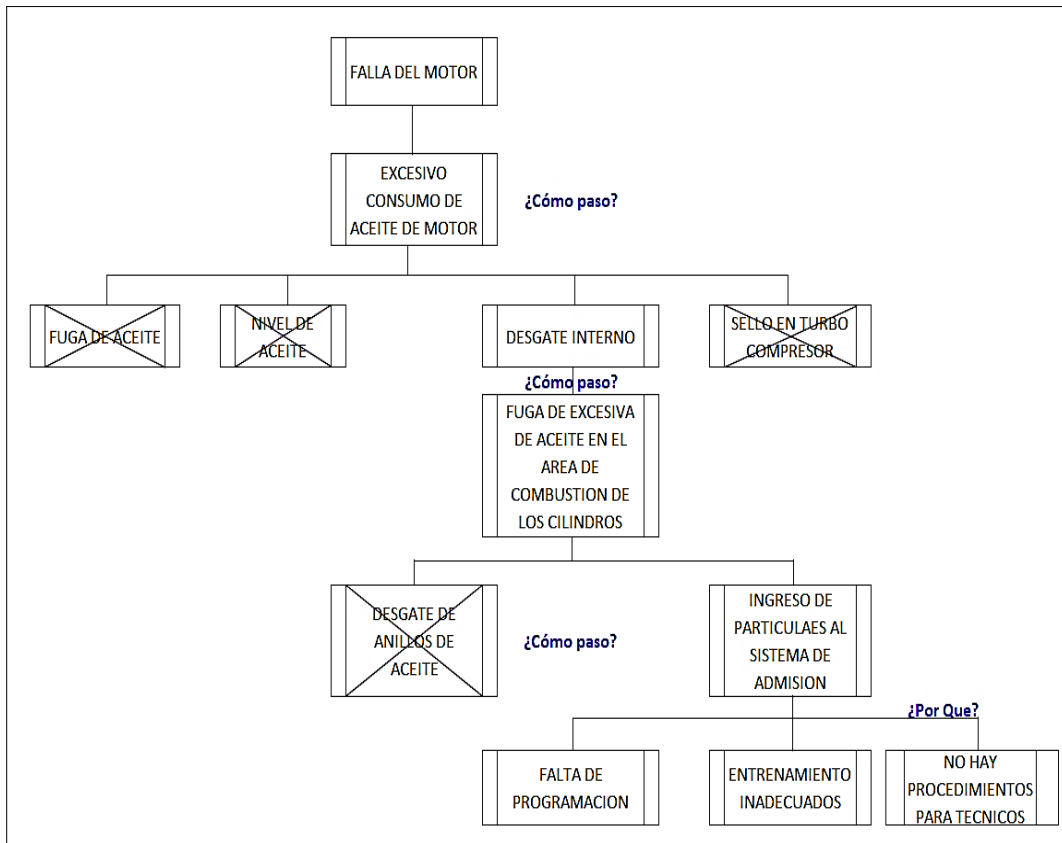 FALLA DEL MOTOR
EXCESIVO
CONSUMO DE
ACEITE DE MOTOR
¿Cómo paso?
FUGA DE ACEITE
NIVEL DE
ACEITE
DESGATE INTERNO
SELLO EN TURBO
COMPRESOR
¿Cómo paso?
FUGA DE EXCESIVA
DE ACEITE EN EL
AREA DE
COMBUSTION DE
LOS CILINDROS
DESGATE DE
ANILLOS DE
ACEITE
¿Cómo paso?
INGRESO DE
PARTICULAES AL
SISTEMA DE
ADMISION
¿Por Que?
FALTA DE
PROGRAMACION
ENTRENAMIENTO
INADECUADOS
NO HAY
PROCEDIMIENTOS
PARA TECNICOS